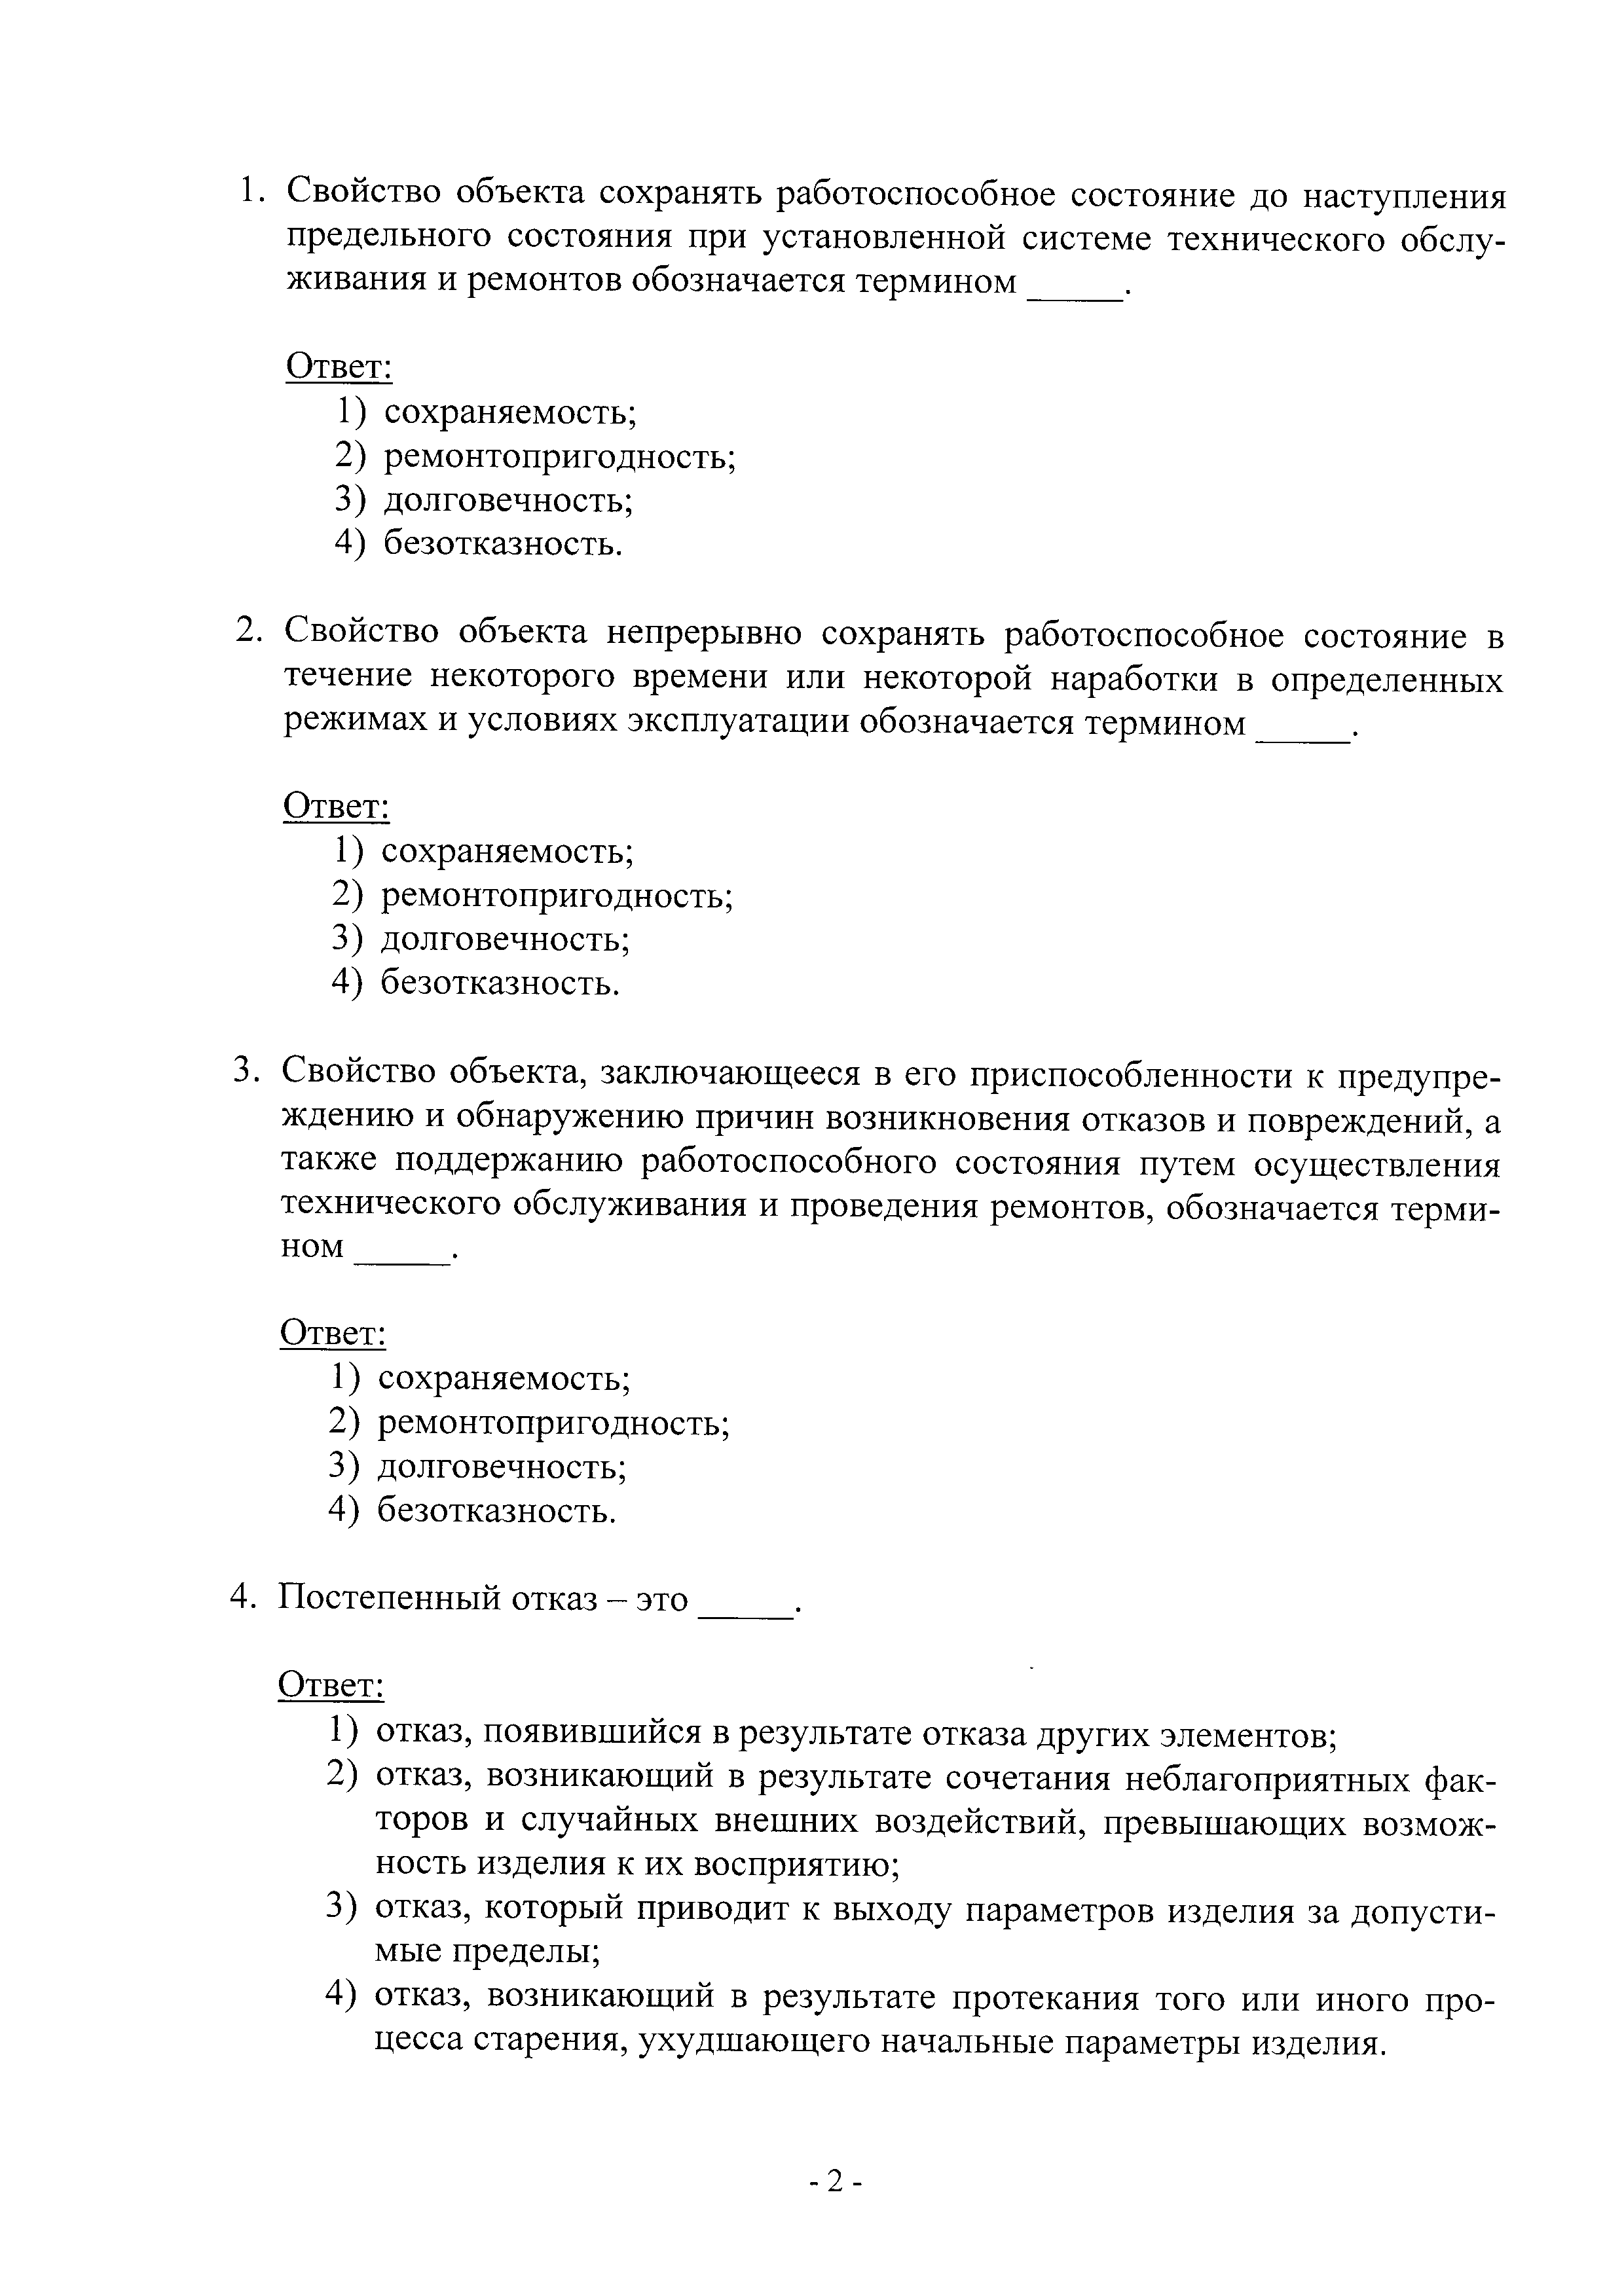 1. Свойство объекта сохранять работоспособное состояние до наступления
предельного состояния при установленной системе технического обслу-
живания и ремонтов обозначается термином _____.
Ответ:
1) сохраняемость;
2) ремонтопригодность;
3) долговечность;
4) безотказность.
2. Свойство объекта непрерывно сохранять работоспособное состояние в
течение некоторого времени или некоторой наработки в определенных
режимах и условиях эксплуатации обозначается термином _____.
Ответ:
1) сохраняемость;
2) ремонтопригодность;
3) долговечность;
4) безотказность.
3. Свойство объекта, заключающееся в его приспособленности к предупре-
ждению и обнаружению причин возникновения отказов и повреждений, а
также поддержанию работоспособного состояния путем осуществления
технического обслуживания и проведения ремонтов, обозначается терми-
ном _____.
Ответ:
1) сохраняемость;
2) ремонтопригодность;
3) долговечность;
4) безотказность.
4. Постепенный отказ – это _____.
Ответ:
1) отказ, появившийся в результате отказа других элементов;
2) отказ, возникающий в результате сочетания неблагоприятных фак-
торов и случайных внешних воздействий, превышающих возмож-
ность изделия к их восприятию;
3) отказ, который приводит к выходу параметров изделия за допусти-
мые пределы;
4) отказ, возникающий в результате протекания того или иного про-
цесса старения, ухудшающего начальные параметры изделия.
- 2 -